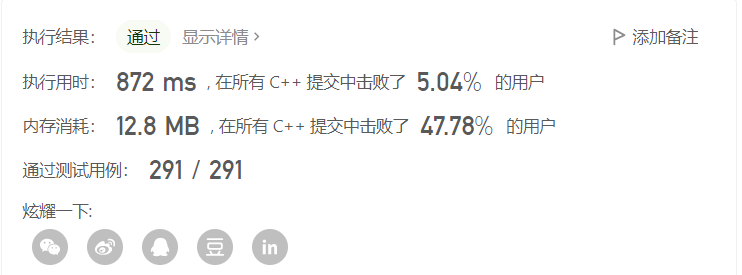 执行结果： 通过 显示详情 > 添加备注
执行用时： 872 ms , 在所有 C++ 提交中击败了 5.04% 的用户
内存消耗： 12.8 MB , 在所有 C++ 提交中击败了 47.78% 的用户
通过测试用例： 291 / 291
炫耀一下:
豆 in